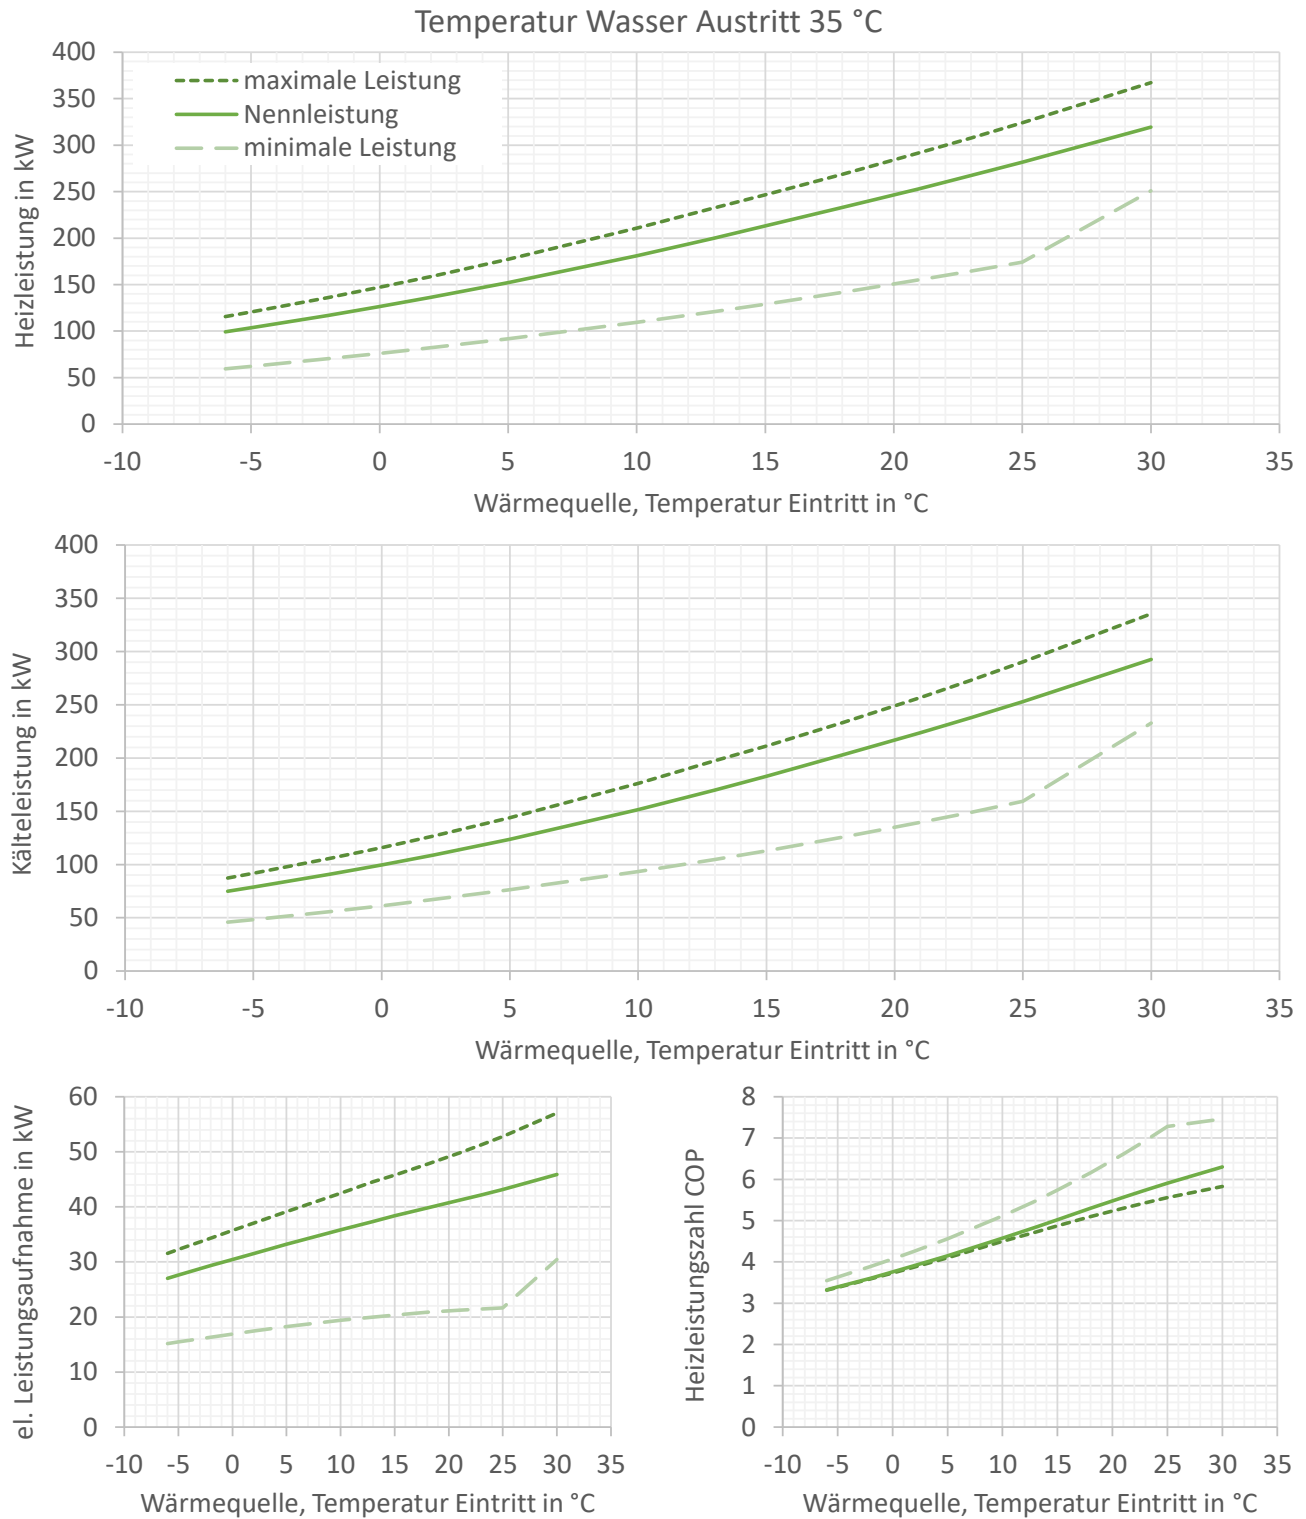 Temperatur Wasser Austritt 35 °C
400
350
300
250
200
150
100
50
0
Heizleistung in kW
maximale Leistung
Nennleistung
minimale Leistung
-10 -5 0 5 10 15 20 25 30 35
Wärmequelle, Temperatur Eintritt in °C
400
350
300
250
200
150
100
50
0
Kälteleistung in kW
-10 -5 0 5 10 15 20 25 30 35
Wärmequelle, Temperatur Eintritt in °C
60
50
40
30
20
10
0
el. Leistungsaufnahme in kW
-10 -5 0 5 10 15 20 25 30 35
Wärmequelle, Temperatur Eintritt in °C
8
7
6
5
4
3
2
1
0
Heizleistungszahl COP
-10 -5 0 5 10 15 20 25 30 35
Wärmequelle, Temperatur Eintritt in °C